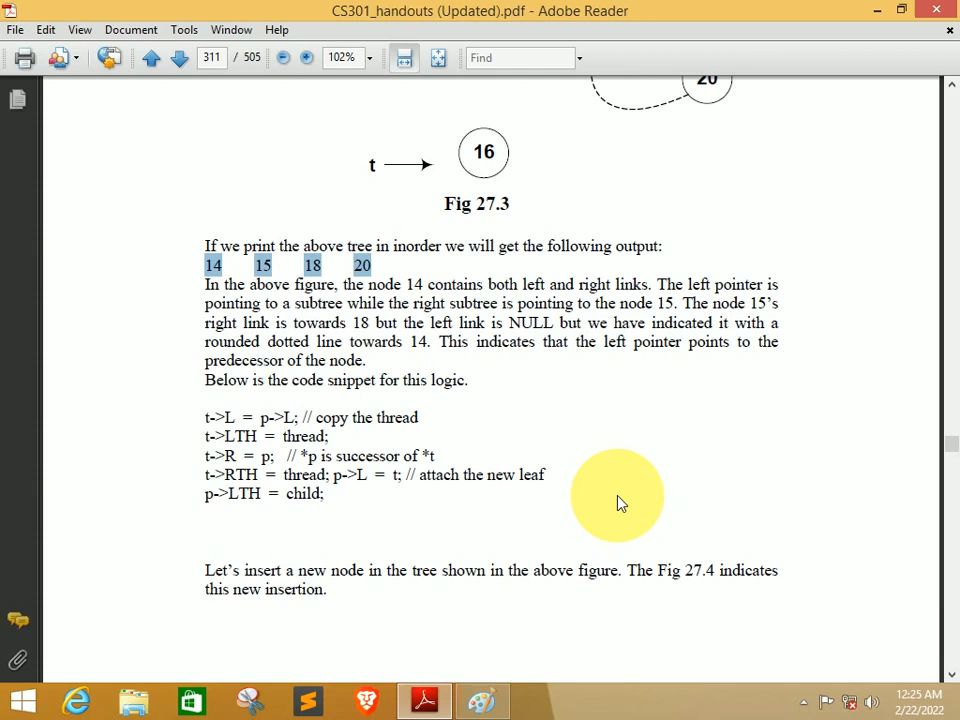 CS301_handouts (Updated).pdf - Adobe Reader
File Edit View Document Tools Window Help
311 / 505 102% Find
20
16
t
Fig 27.3
If we print the above tree in inorder we will get the following output:
14 15 18 20
In the above figure, the node 14 contains both left and right links. The left pointer is
pointing to a subtree while the right subtree is pointing to the node 15. The node 15's
right link is towards 18 but the left link is NULL but we have indicated it with a
rounded dotted line towards 14. This indicates that the left pointer points to the
predecessor of the node.
Below is the code snippet for this logic.
t->L = p->L; // copy the thread
t->LTH = thread;
t->R = p; // *p is successor of *t
t->RTH = thread; p->L = t; // attach the new leaf
p->LTH = child;
Let's insert a new node in the tree shown in the above figure. The Fig 27.4 indicates
this new insertion.
12:25 AM
2/22/2022